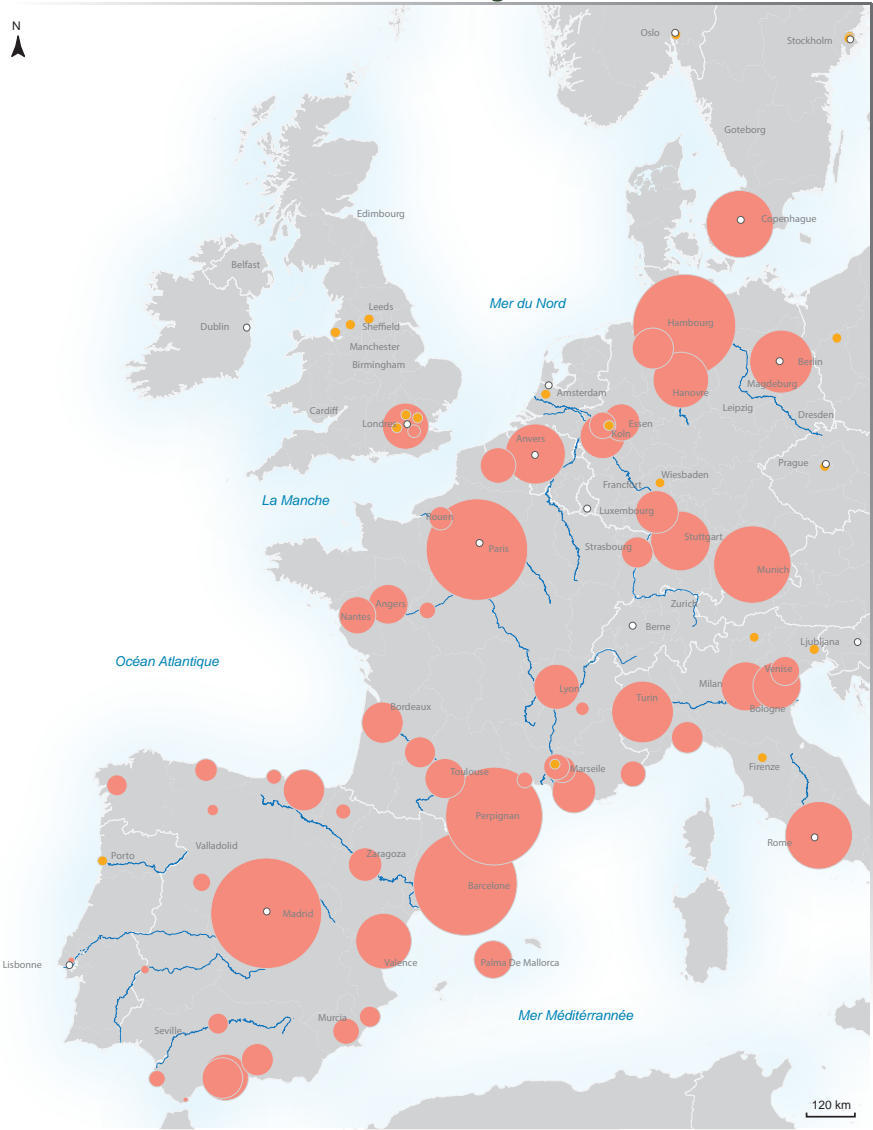 N
Oslo
Stockholm
Goteborg
Edimbourg
Copenhague
Belfast
Mer du Nord
Leeds
Hambourg
Dublin
Sheffield
Manchester
Birmingham
Berlin
Magdeburg
Amsterdam
Hanovre
Leipzig
Cardiff
Dresden
Londres
Essen
Koln
Anvers
Prague
Wiesbaden
Francfort
La Manche
Luxembourg
Rouen
Stuttgart
Paris
Strasbourg
Munich
Angers
Zurich
Nantes
Berne
Ljubljana
Océan Atlantique
Venise
Milan
Lyon
Turin
Bordeaux
Bologne
Firenze
Marseile
Toulouse
Perpignan
Rome
Valladolid
Zaragoza
Porto
Barcelone
Madrid
Lisbonne
Valence
Palma De Mallorca
Mer Méditérrannée
Murcia
Seville
120 km